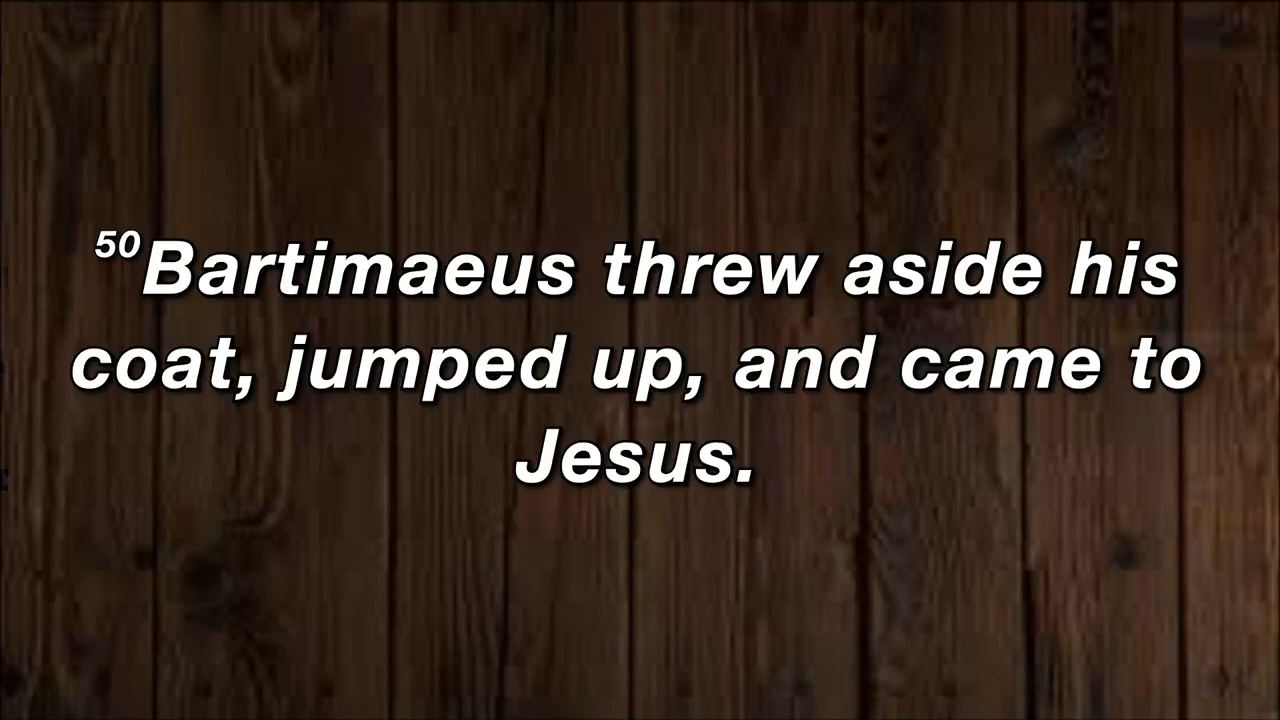 50Bartimaeus threw aside his
coat, jumped up, and came to
Jesus.